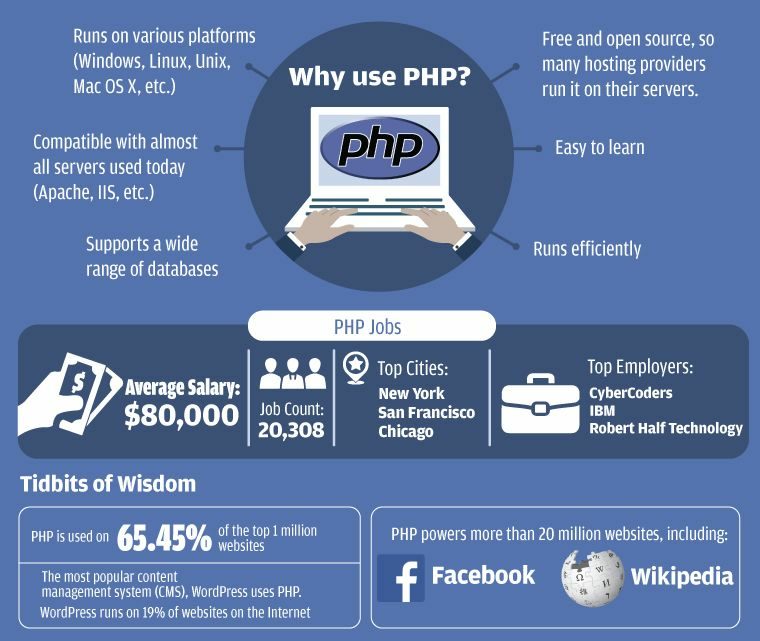 Why use PHP?
php
Runs on various platforms
(Windows, Linux, Unix,
Mac OS X, etc.)
Compatible with almost
all servers used today
(Apache, IIS, etc.)
Supports a wide
range of databases
Free and open source, so
many hosting providers
run it on their servers.
Easy to learn
Runs efficiently
PHP Jobs
$
Average Salary:
$80,000
Job Count:
20,308
Top Cities:
New York
San Francisco
Chicago
Top Employers:
CyberCoders
IBM
Robert Half Technology
Tidbits of Wisdom
PHP is used on 65.45% of the top 1 million
websites
The most popular content
management system (CMS), WordPress uses PHP.
WordPress runs on 19% of websites on the Internet
PHP powers more than 20 million websites, including:
f Facebook
Ω W Wikipedia